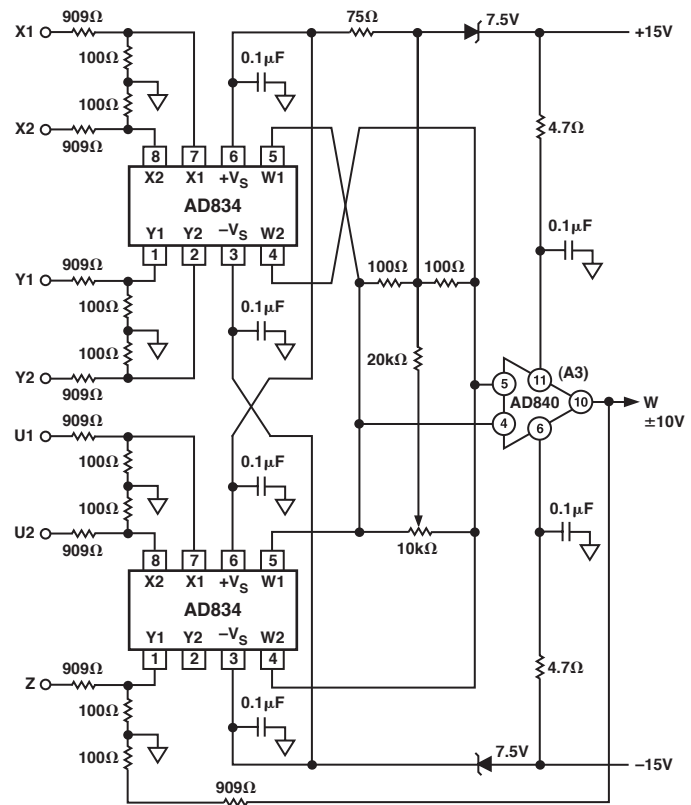 909Ω
X1
100Ω
100Ω
X2
909Ω
75Ω
7.5V
+15V
0.1μF
4.7Ω
8 7 6 5
X2 X1 +VS W1
AD834
Y1 Y2 −VS W2
1 2 3 4
909Ω
Y1
100Ω
100Ω
Y2
909Ω
0.1μF
100Ω 100Ω
0.1μF
20kΩ
5 11 (A3)
AD840 10
4 6
W
±10V
909Ω
U1
100Ω
100Ω
U2
909Ω
0.1μF
10kΩ
0.1μF
8 7 6 5
X2 X1 +VS W1
AD834
Y1 Y2 −VS W2
1 2 3 4
909Ω
Z
100Ω
100Ω
909Ω
0.1μF
4.7Ω
7.5V
−15V